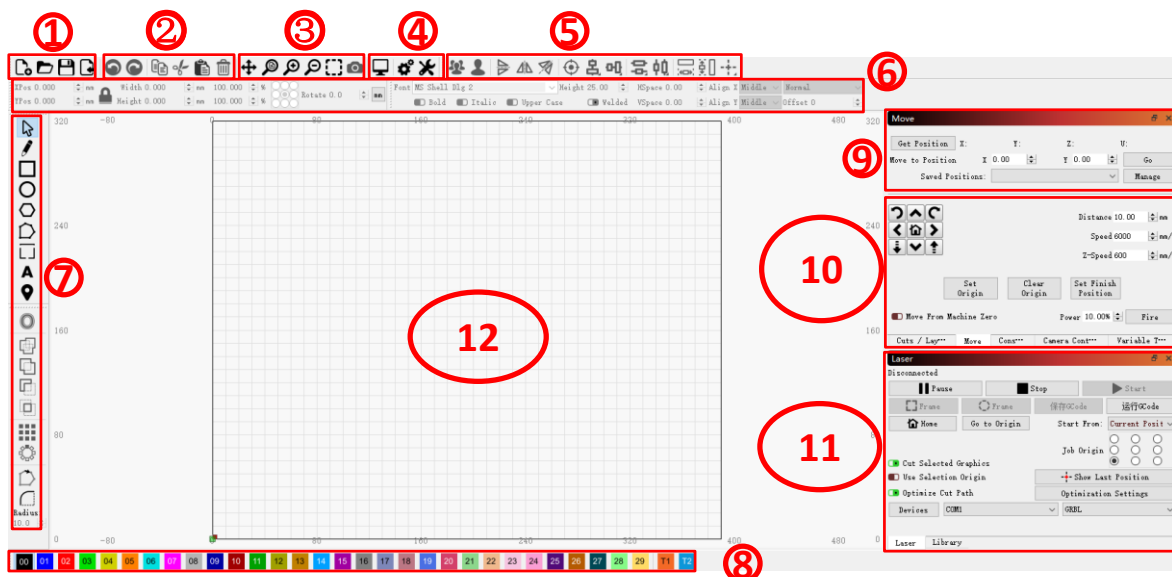 ① ② ③ ④ ⑤
⑥
XPos 0.000 mm Width 0.000 mm 100.000 % Rotate 0.0 mm Font MS Shell Dlg 2 Height 25.00 HSpace 0.00 Align X Middle Normal
YPos 0.000 mm Height 0.000 mm 100.000 % Bold Italic Upper Case Welded VSpace 0.00 Align Y Middle Offset 0
320 -80 0 80 160 240 320 400 480 320
240 240
160 160
80 80
0 -80 0 80 160 240 320 400 480 0
⑦
A
Radius
10.0
12
⑨
Move
Get Position X: Y: Z: U:
Move to Position X 0.00 Y 0.00 Go
Saved Positions: Manage
10
Distance 10.00 mm
Speed 6000 mm/
Z-Speed 600 mm/
Set Origin Clear Origin Set Finish Position
Move From Machine Zero Power 10.00% Fire
Cuts / Lay··· Move Cons··· Camera Cont··· Variable T···
11
Laser
Disconnected
Pause Stop Start
Frame Frame 保存GCode 运行GCode
Home Go to Origin Start From: Current Posit
Job Origin
Cut Selected Graphics
Use Selection Origin Show Last Position
Optimize Cut Path Optimization Settings
Devices COM1 GRBL
Laser Library
00 01 02 03 04 05 06 07 08 09 10 11 12 13 14 15 16 17 18 19 20 21 22 23 24 25 26 27 28 29 T1 T2
⑧